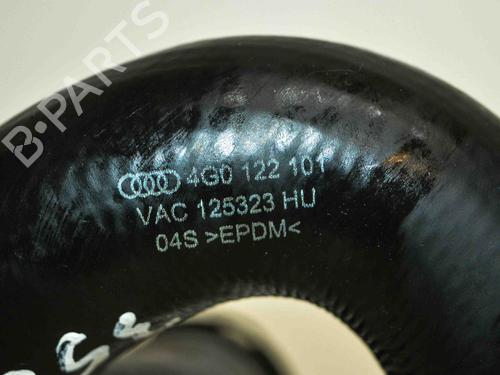 B-PARTS
4G0 122 101
VAC 125323 HU
04S >EPDM<